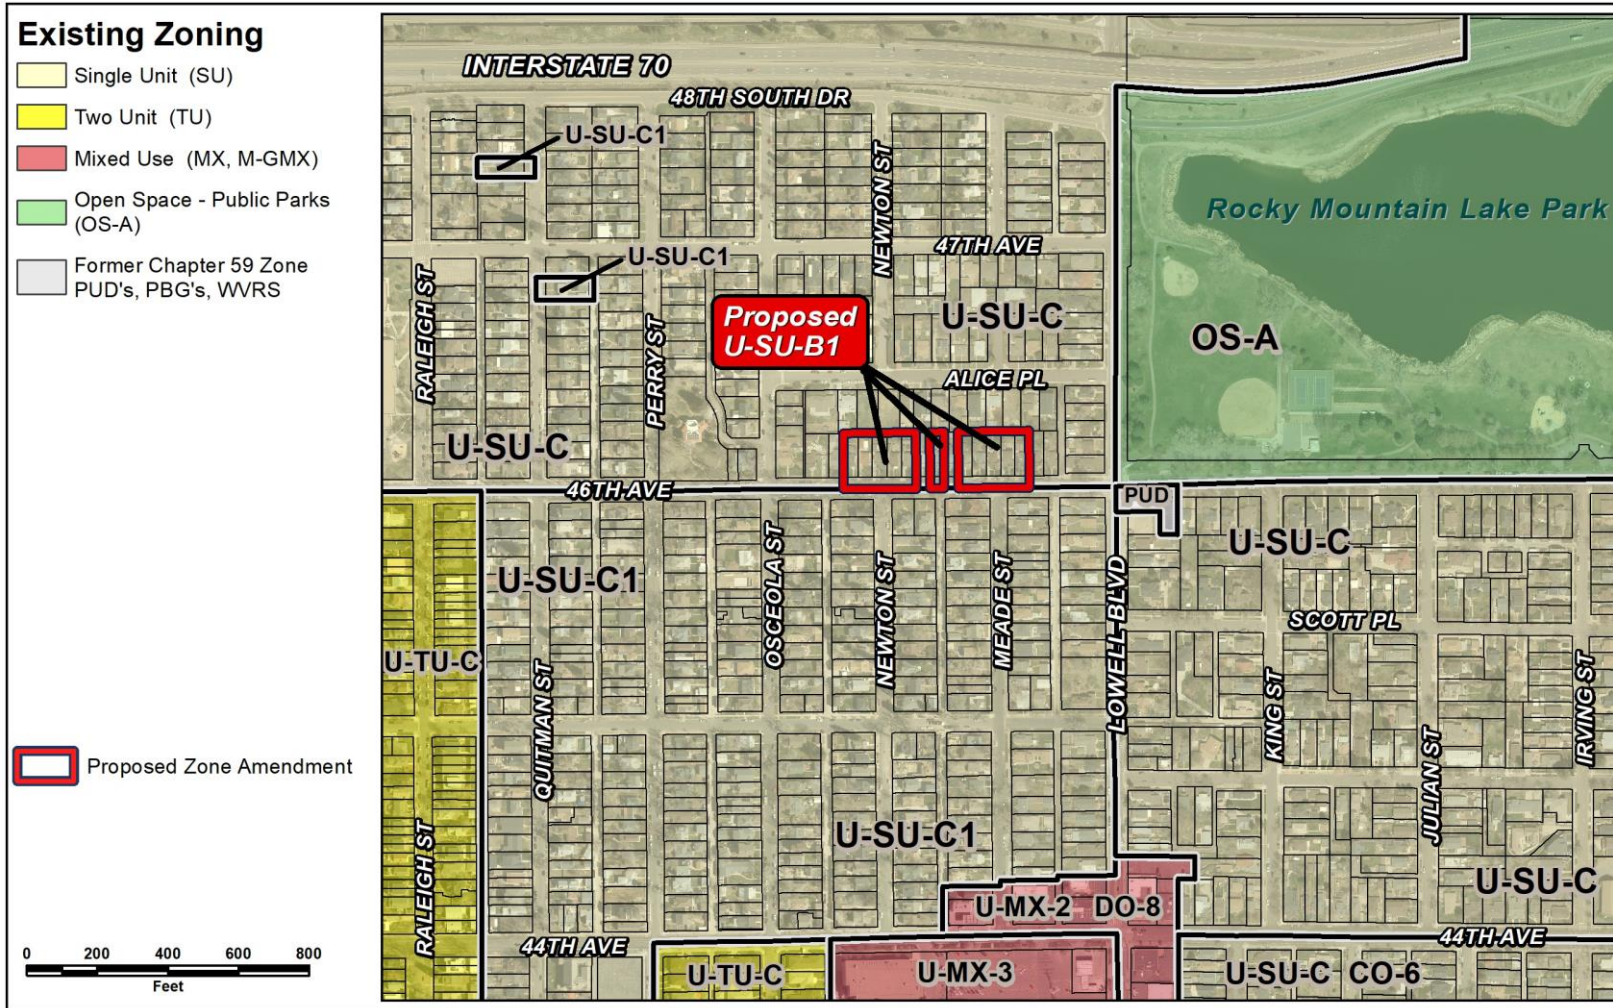 Existing Zoning
Single Unit (SU)
Two Unit (TU)
Mixed Use (MX, M-GMX)
Open Space - Public Parks
(OS-A)
Former Chapter 59 Zone
PUD's, PBG's, WVRS
Proposed Zone Amendment
0 200 400 600 800
Feet
INTERSTATE 70
48TH SOUTH DR
U-SU-C1
NEWTON ST
Rocky Mountain Lake Park
47TH AVE
U-SU-C1
RALEIGH ST
PERRY ST
Proposed
U-SU-B1
U-SU-C
OS-A
ALICE PL
U-SU-C
46TH AVE
PUD
U-SU-C
U-SU-C1
OSCEOLA ST
NEWTON ST
MEADE ST
LOWELL BLVD
SCOTT PL
U-TU-C
QUITMAN ST
KING ST
IRVING ST
JULIAN ST
RALEIGH ST
U-SU-C1
U-SU-C
U-MX-2 DO-8
44TH AVE
44TH AVE
U-TU-C
U-MX-3
U-SU-C CO-6